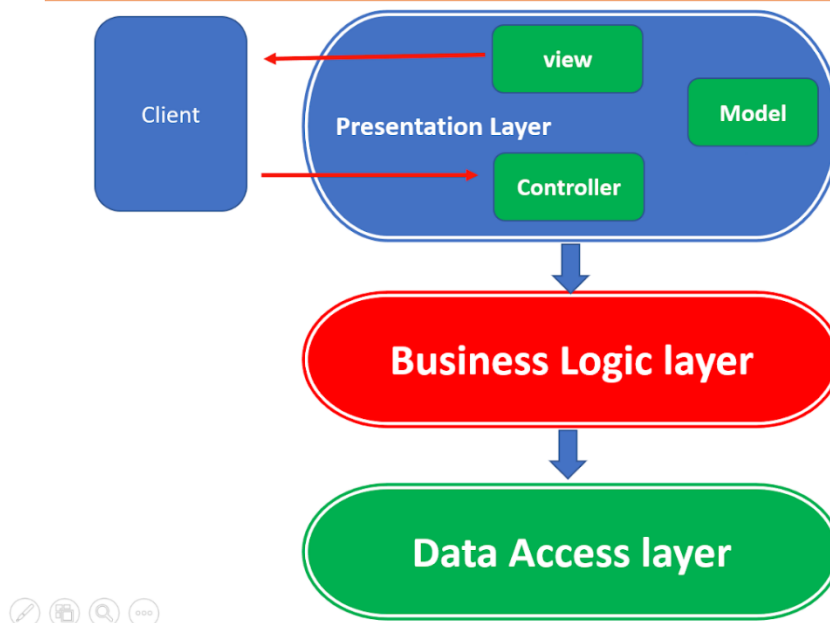 Client
view
Presentation Layer
Model
Controller
Business Logic layer
Data Access layer